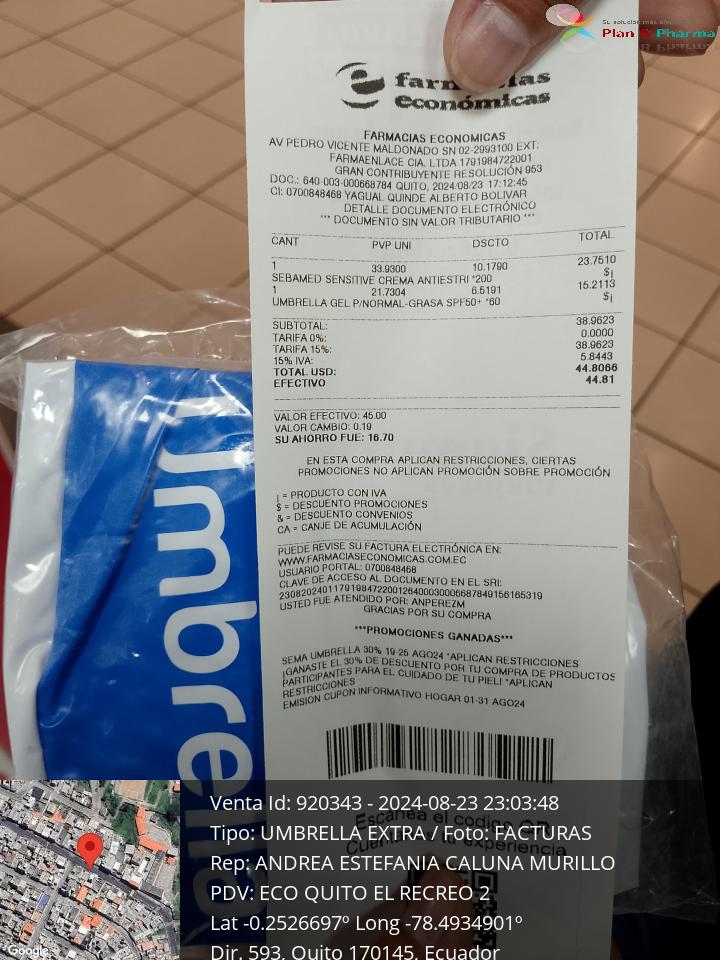 Plan Pharma
farmacias
económicas
FARMACIAS ECONOMICAS
AV PEDRO VICENTE MALDONADO SN 02-2993100 EXT:
FARMAENLACE CIA. LTDA 1791984722001
GRAN CONTRIBUYENTE RESOLUCIÓN 953
DOC.: 640-003-000668784 QUITO, 2024/08/23 17:12:45
CI: 0700848468 YAGUAL QUINDE ALBERTO BOLIVAR
DETALLE DOCUMENTO ELECTRÓNICO
*** DOCUMENTO SIN VALOR TRIBUTARIO ***
CANT PVP UNI DSCTO TOTAL
1 33.9300 10.1790 23.7510
SEBAMED SENSITIVE CREMA ANTIESTRI *200 $¡
1 21.7304 6.5191 15.2113
UMBRELLA GEL P/NORMAL-GRASA SPF50+ *60 $¡
SUBTOTAL: 38.9623
TARIFA 0%: 0.0000
TARIFA 15%: 38.9623
15% IVA: 5.8443
TOTAL USD: 44.8066
EFECTIVO 44.81
VALOR EFECTIVO: 45.00
VALOR CAMBIO: 0.19
SU AHORRO FUE: 16.70
EN ESTA COMPRA APLICAN RESTRICCIONES, CIERTAS
PROMOCIONES NO APLICAN PROMOCIÓN SOBRE PROMOCIÓN
¡ = PRODUCTO CON IVA
$ = DESCUENTO PROMOCIONES
& = DESCUENTO CONVENIOS
CA = CANJE DE ACUMULACIÓN
PUEDE REVISE SU FACTURA ELECTRÓNICA EN:
WWW.FARMACIASECONOMICAS.COM.EC
USUARIO PORTAL: 0700848468
CLAVE DE ACCESO AL DOCUMENTO EN EL SRI:
2308202401179198472200126400030006687849156165319
USTED FUE ATENDIDO POR: ANPEREZM
GRACIAS POR SU COMPRA
***PROMOCIONES GANADAS***
SEMA UMBRELLA 30% 19-25 AGO24 *APLICAN RESTRICCIONES
¡GANASTE EL 30% DE DESCUENTO POR TU COMPRA DE PRODUCTOS
PARTICIPANTES PARA EL CUIDADO DE TU PIEL! *APLICAN
RESTRICCIONES
EMISION CUPON INFORMATIVO HOGAR 01-31 AGO24
Escanea el código
Umbrella
Venta Id: 920343 - 2024-08-23 23:03:48
Tipo: UMBRELLA EXTRA / Foto: FACTURAS
Rep: ANDREA ESTEFANIA CALUNA MURILLO
PDV: ECO QUITO EL RECREO 2
Lat -0.2526697º Long -78.4934901º
Dir. 593, Quito 170145, Ecuador
Google